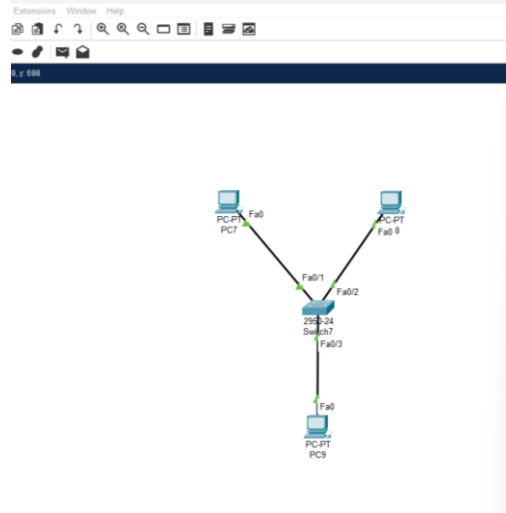 Extensions Window Help
9, y: 698
PC-PT
PC7
Fa0
PC-PT
Fa0 8
Fa0/1
Fa0/2
2950-24
Switch7
Fa0/3
Fa0
PC-PT
PC9